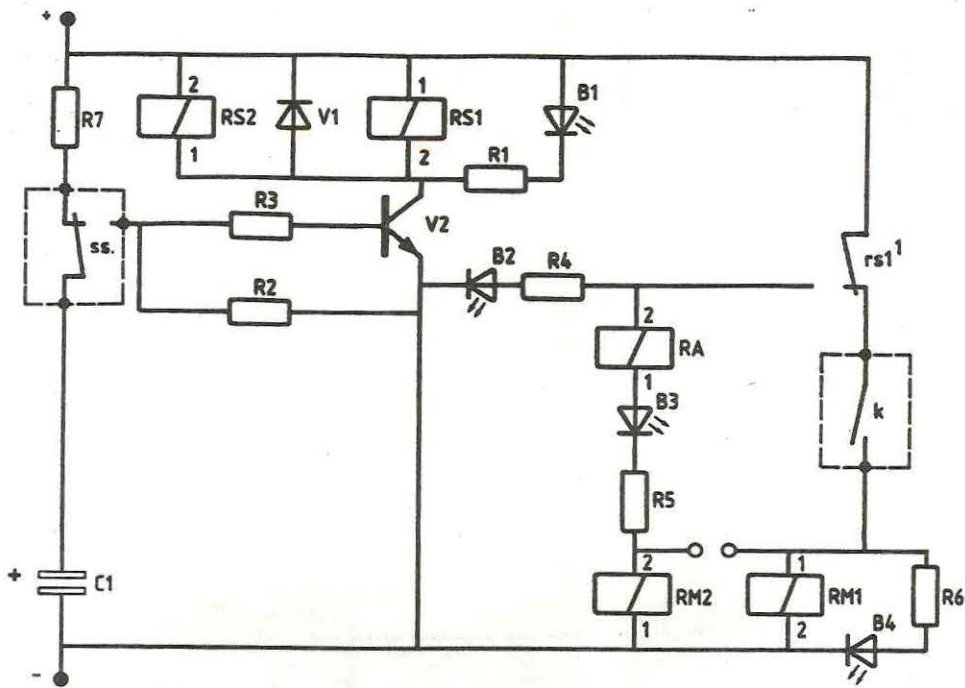 +
2
1
B1
R7
RS2
V1
RS1
1
2
R1
R3
V2
ss.
B2
R4
rs1¹
R2
2
RA
1
B3
k
R5
+
C1
2
RM2
1
1
RM1
2
R6
B4
-